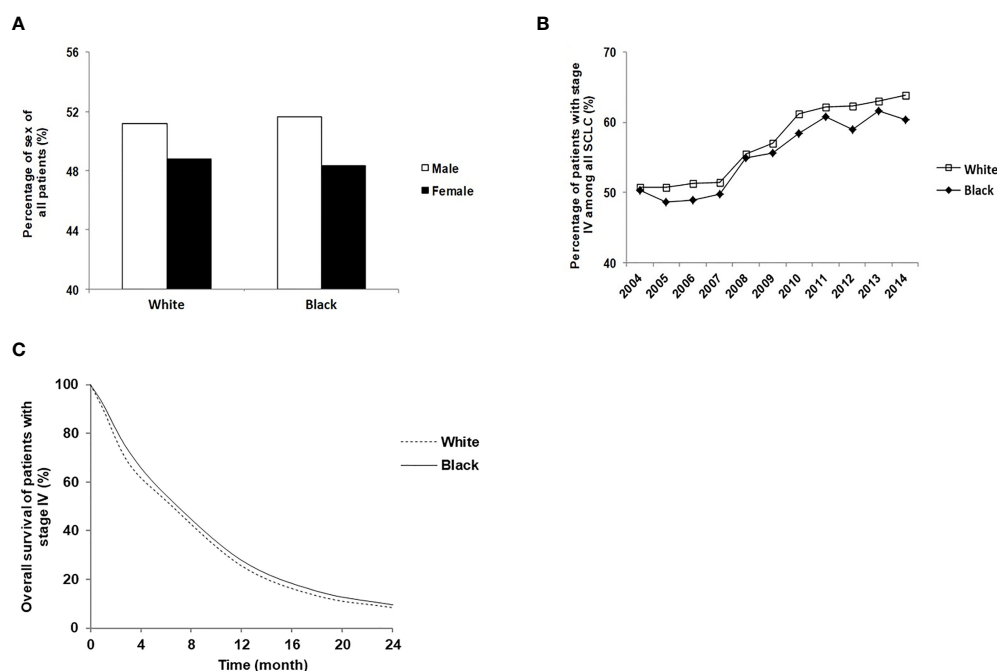 A
Percentage of sex of
all patients (%)
56
52
48
44
40
White
Black
Male
Female
B
Percentage of patients with stage
IV among all SCLC (%)
70
60
50
40
2004
2005
2006
2007
2008
2009
2010
2011
2012
2013
2014
White
Black
C
Overall survival of patients with
stage IV (%)
100
80
60
40
20
0
0 4 8 12 16 20 24
Time (month)
White
Black